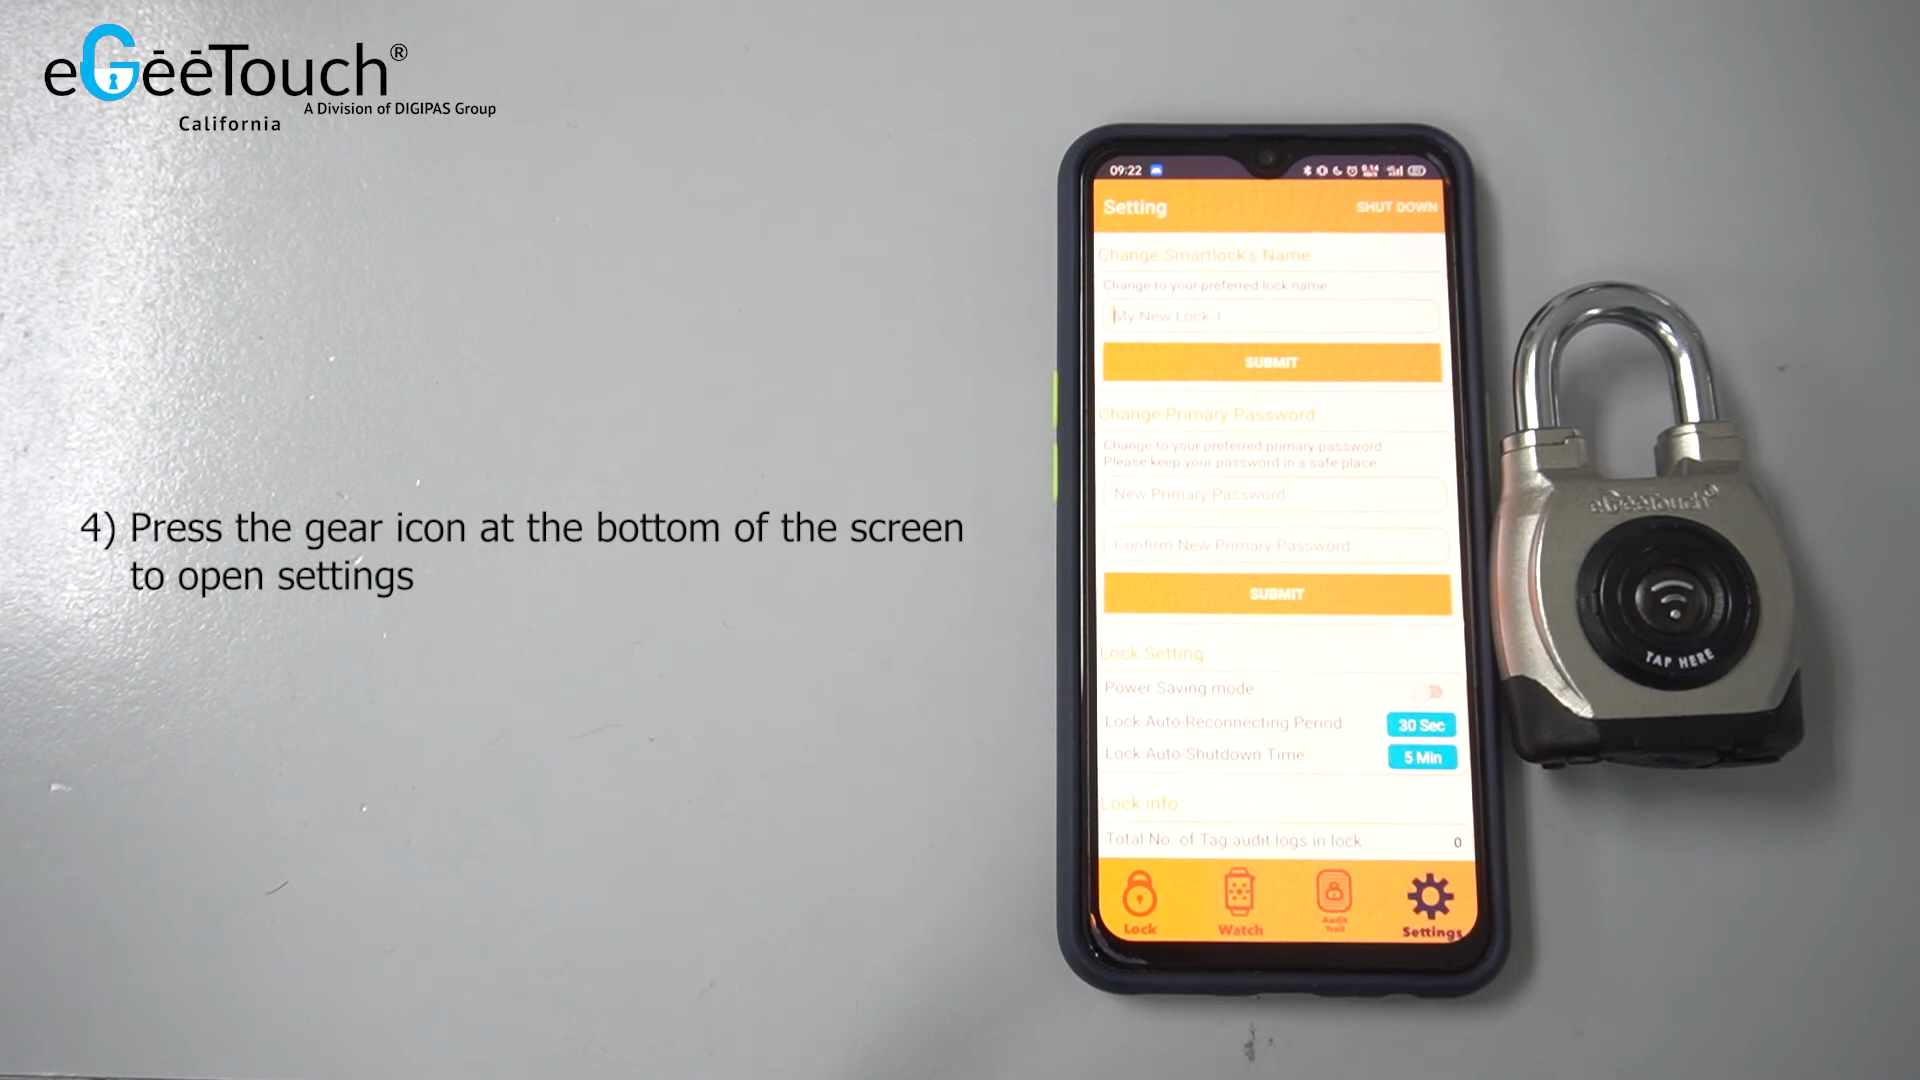 eGēēTouch®
A Division of DIGIPAS Group
California
4) Press the gear icon at the bottom of the screen
to open settings
09:22
Setting
SHUT DOWN
Change Smartlock's Name
Change to your preferred lock name
My New Lock 1
SUBMIT
Change Primary Password
Change to your preferred primary password
Please keep your password in a safe place
New Primary Password
Confirm New Primary Password
SUBMIT
Lock Setting
Power Saving mode
Lock Auto-Reconnecting Period
30 Sec
Lock Auto-Shutdown Time
5 Min
Lock info
Total No. of Tag audit logs in lock
0
Lock
Watch
Audit
Trail
Settings
eGeeTouch®
TAP HERE